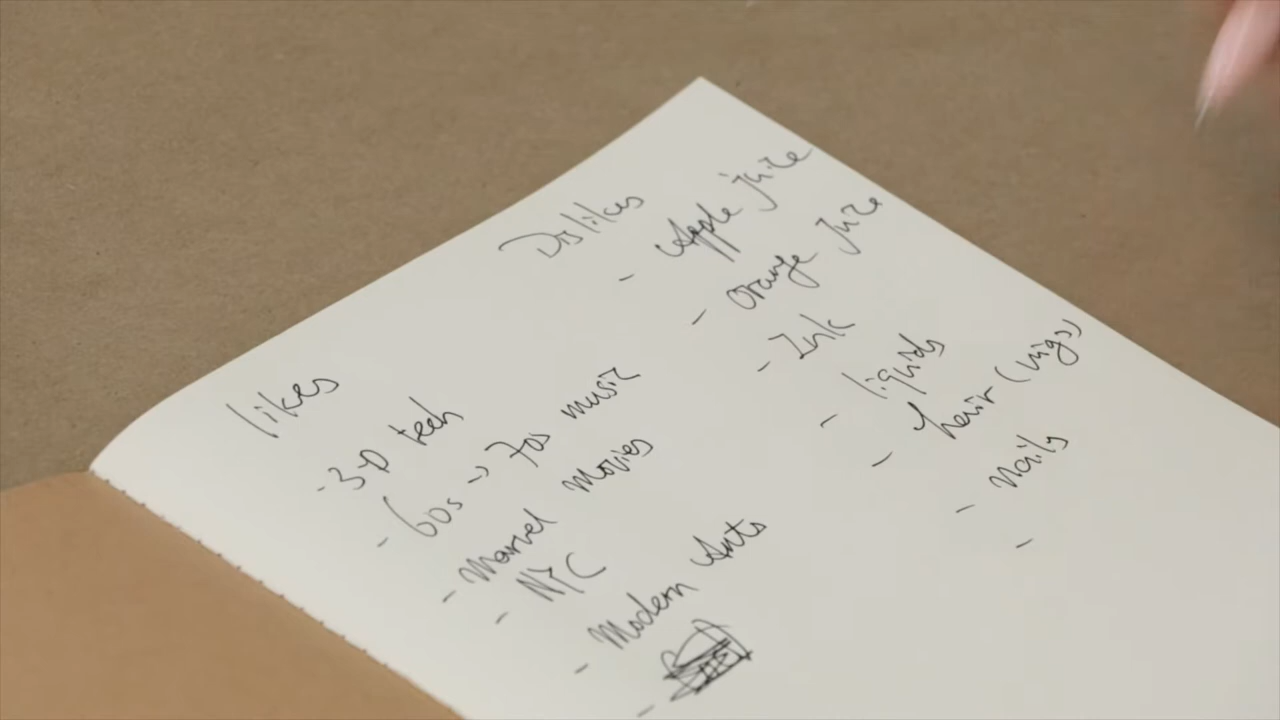 likes
- 3-D tech
- 60s -> 70s music
- Marvel Movies
- NYC
- Modern Arts
-
Dislikes
- Apple juice
- Orange Juice
- Ink
- liquids
- hair (wigs)
- nails
-